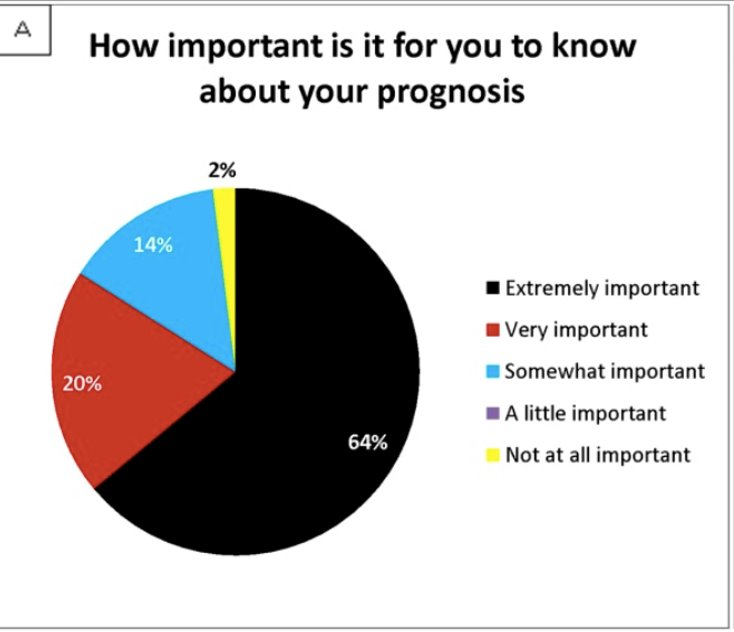 A
How important is it for you to know
about your prognosis
2%
14%
20%
64%
Extremely important
Very important
Somewhat important
A little important
Not at all important